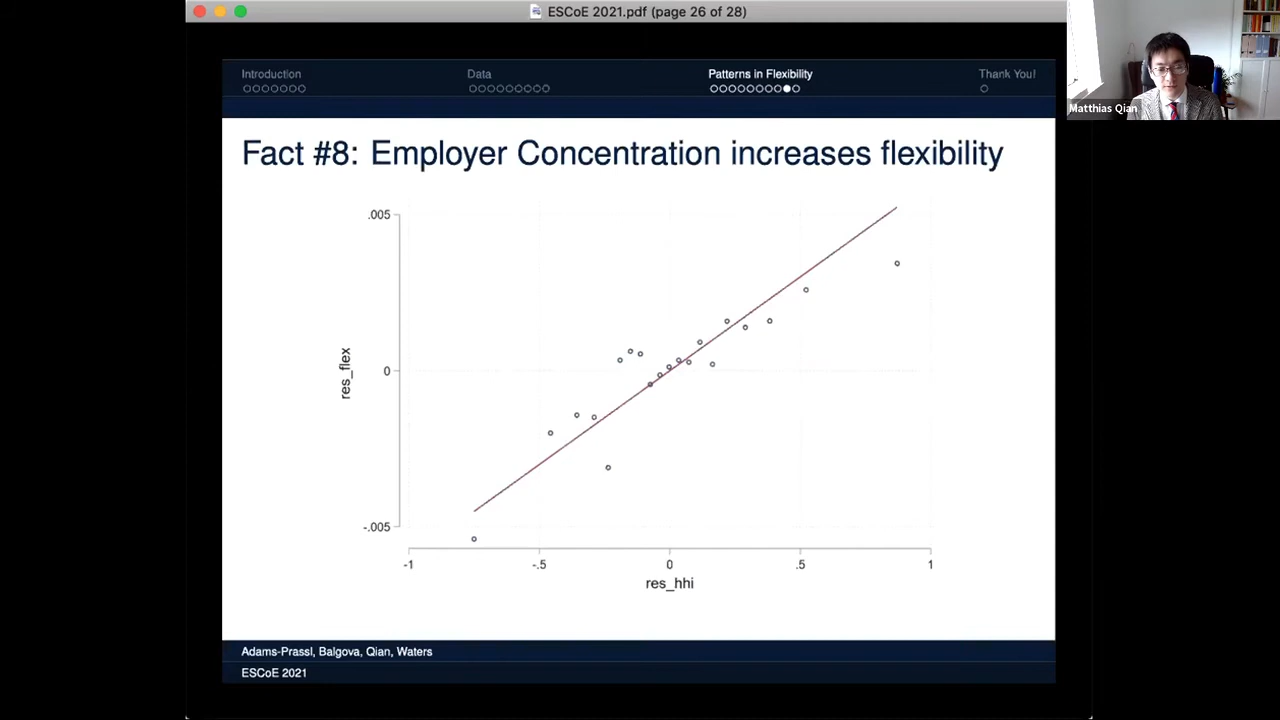 ESCoE 2021.pdf (page 26 of 28)
Introduction
Data
Patterns in Flexibility
Thank You!
Matthias Qian
Fact #8: Employer Concentration increases flexibility
.005
0
-.005
res_flex
-1
-.5
0
.5
1
res_hhi
Adams-Prassl, Balgova, Qian, Waters
ESCoE 2021